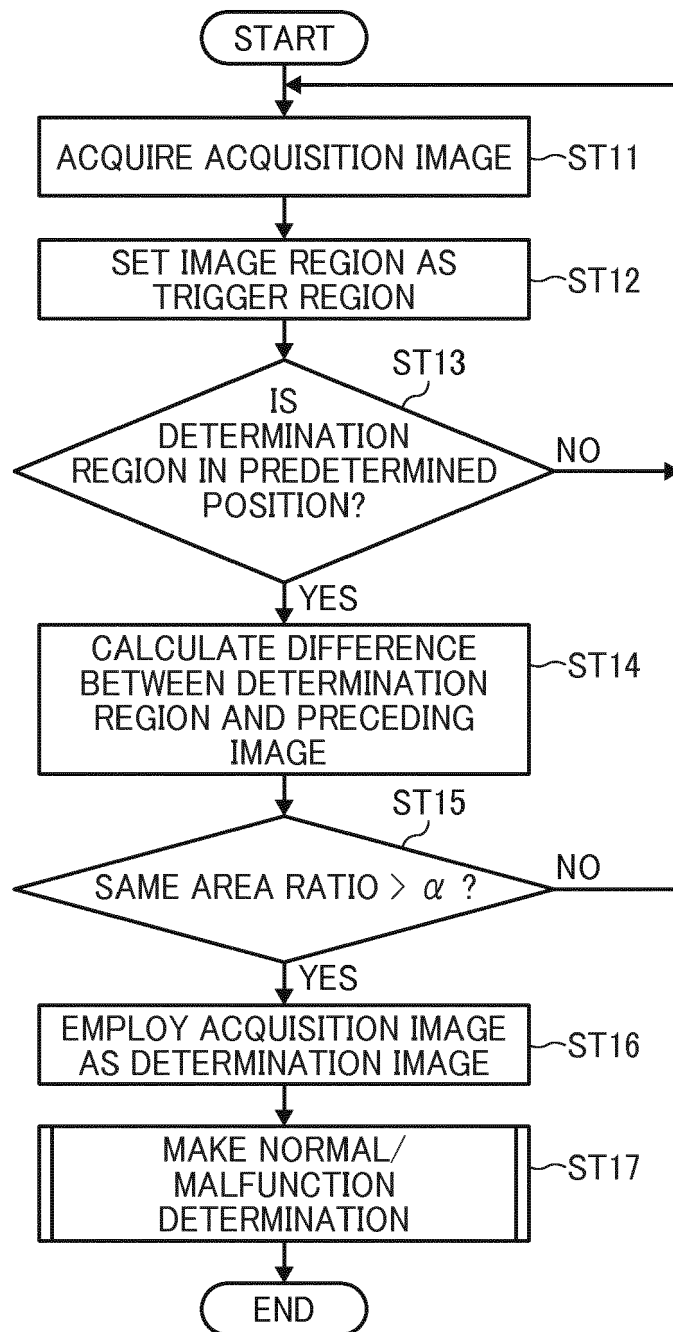 START
ACQUIRE ACQUISITION IMAGE
ST11
SET IMAGE REGION AS
TRIGGER REGION
ST12
ST13
IS
DETERMINATION
REGION IN PREDETERMINED
POSITION?
NO
YES
CALCULATE DIFFERENCE
BETWEEN DETERMINATION
REGION AND PRECEDING
IMAGE
ST14
ST15
SAME AREA RATIO > α ?
NO
YES
EMPLOY ACQUISITION IMAGE
AS DETERMINATION IMAGE
ST16
MAKE NORMAL/
MALFUNCTION
DETERMINATION
ST17
END